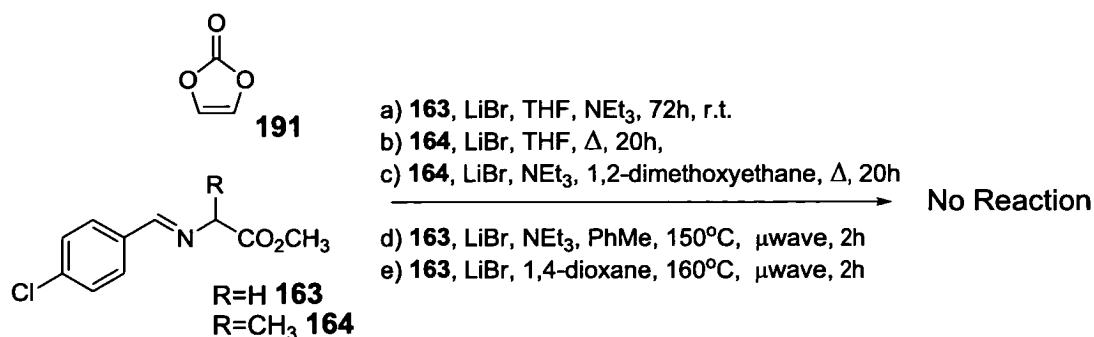 O
O O
191
a) 163, LiBr, THF, NEt₃, 72h, r.t.
b) 164, LiBr, THF, Δ, 20h,
c) 164, LiBr, NEt₃, 1,2-dimethoxyethane, Δ, 20h
No Reaction
d) 163, LiBr, NEt₃, PhMe, 150°C, μwave, 2h
e) 163, LiBr, 1,4-dioxane, 160°C, μwave, 2h
R
N CO₂CH₃
Cl
R=H 163
R=CH₃ 164